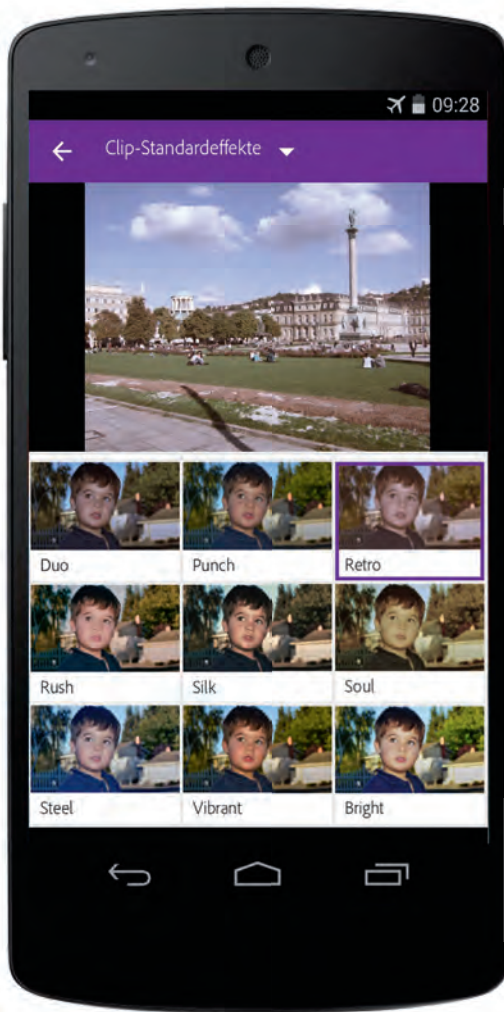 09:28
Clip-Standardeffekte
Duo Punch Retro
Rush Silk Soul
Steel Vibrant Bright